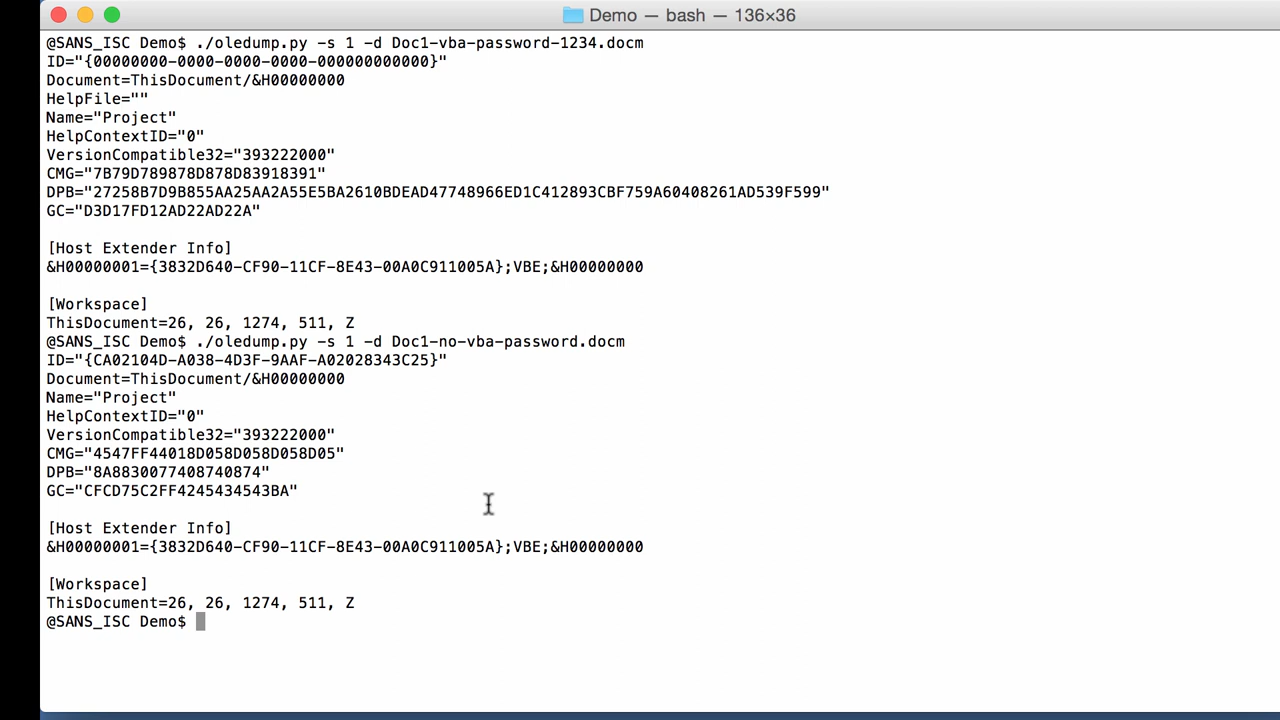 Demo — bash — 136×36
@SANS_ISC Demo$ ./oledump.py -s 1 -d Doc1-vba-password-1234.docm
ID="{00000000-0000-0000-0000-000000000000}"
Document=ThisDocument/&H00000000
HelpFile=""
Name="Project"
HelpContextID="0"
VersionCompatible32="393222000"
CMG="7B79D789878D878D83918391"
DPB="27258B7D9B855AA25AA2A55E5BA2610BDEAD47748966ED1C412893CBF759A60408261AD539F599"
GC="D3D17FD12AD22AD22A"
[Host Extender Info]
&H00000001={3832D640-CF90-11CF-8E43-00A0C911005A};VBE;&H00000000
[Workspace]
ThisDocument=26, 26, 1274, 511, Z
@SANS_ISC Demo$ ./oledump.py -s 1 -d Doc1-no-vba-password.docm
ID="{CA02104D-A038-4D3F-9AAF-A02028343C25}"
Document=ThisDocument/&H00000000
Name="Project"
HelpContextID="0"
VersionCompatible32="393222000"
CMG="4547FF44018D058D058D058D05"
DPB="8A8830077408740874"
GC="CFCD75C2FF4245434543BA"
[Host Extender Info]
&H00000001={3832D640-CF90-11CF-8E43-00A0C911005A};VBE;&H00000000
[Workspace]
ThisDocument=26, 26, 1274, 511, Z
@SANS_ISC Demo$